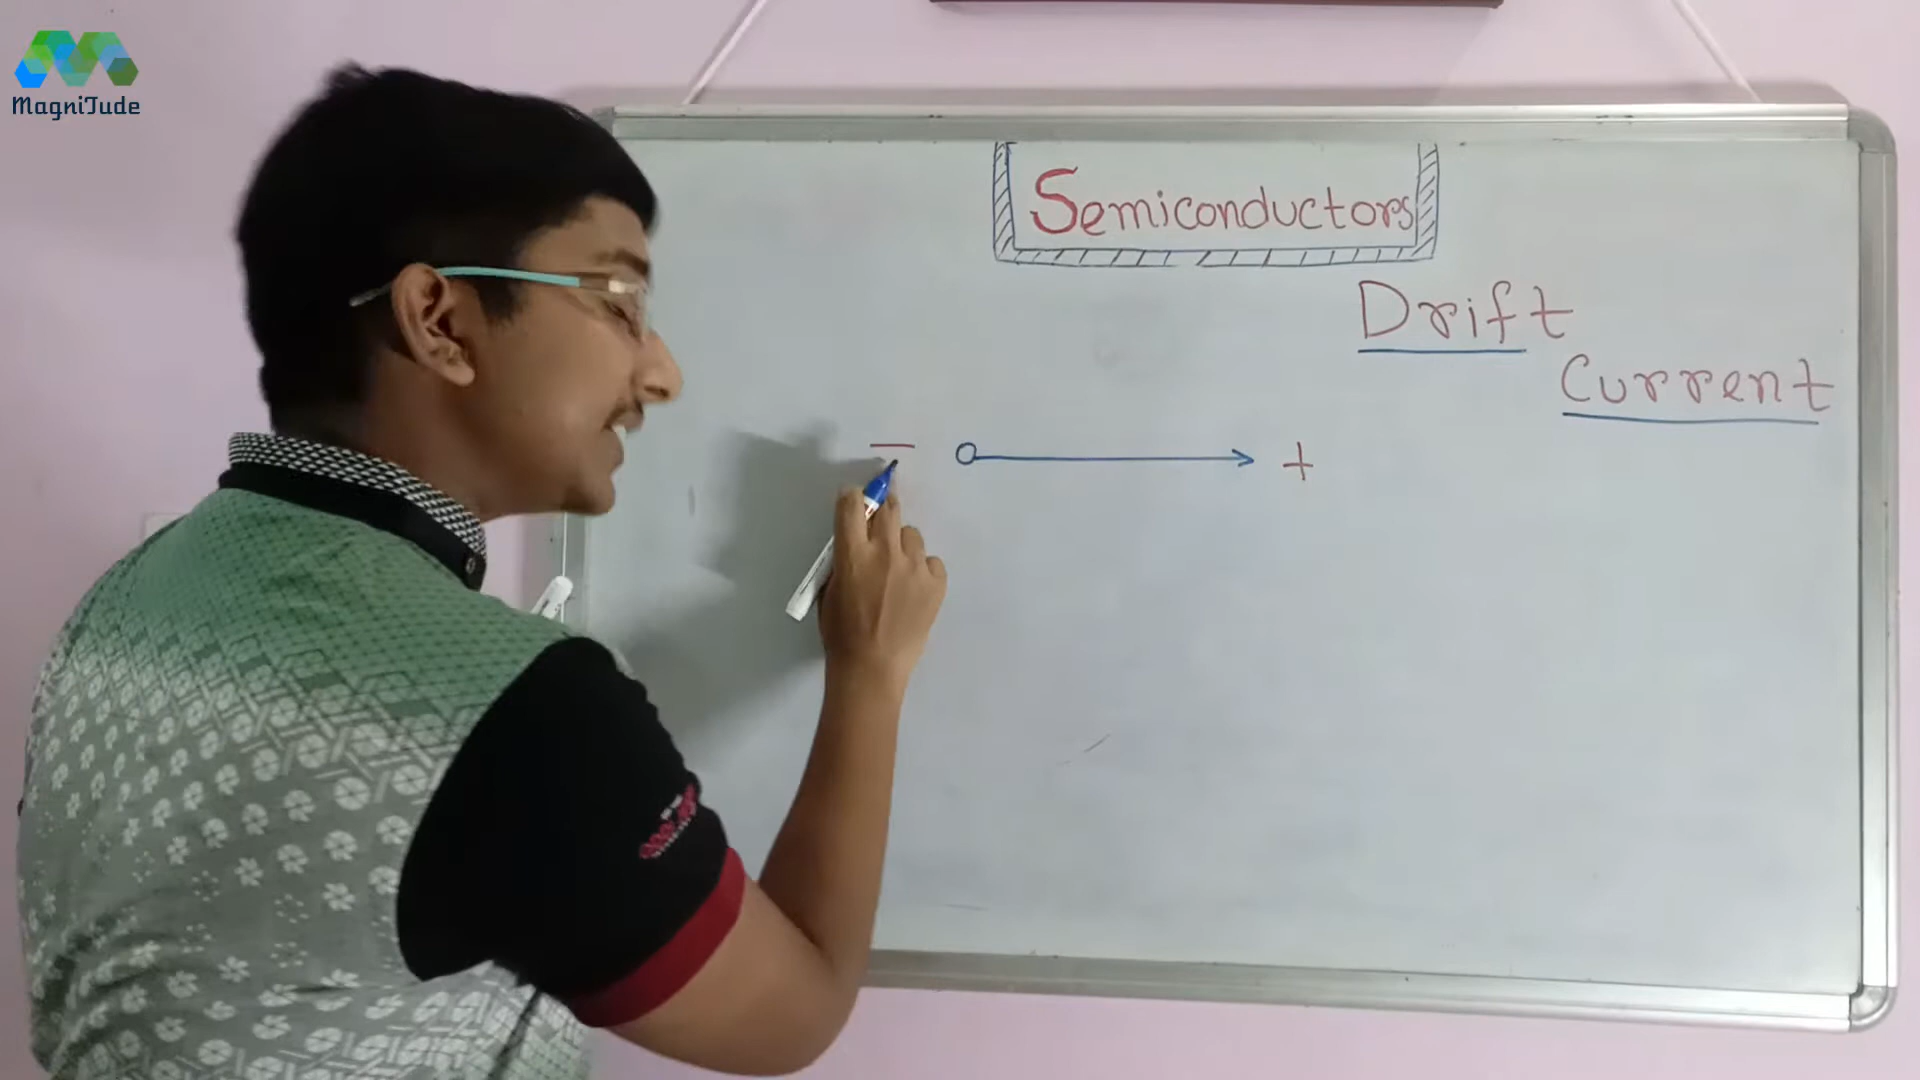 MagniTude
Semiconductors
Drift
Current
— +